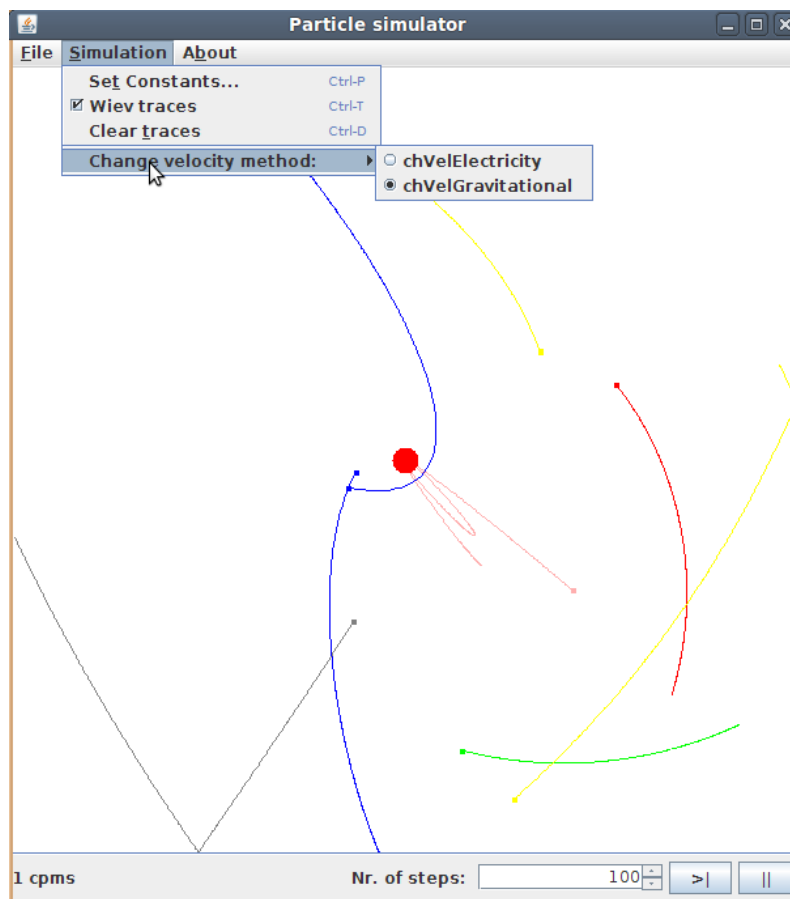 Particle simulator
File Simulation About
Set Constants... Ctrl-P
Wiev traces Ctrl-T
Clear traces Ctrl-D
Change velocity method:
chVelElectricity
chVelGravitational
1 cpms Nr. of steps: 100 >| ||